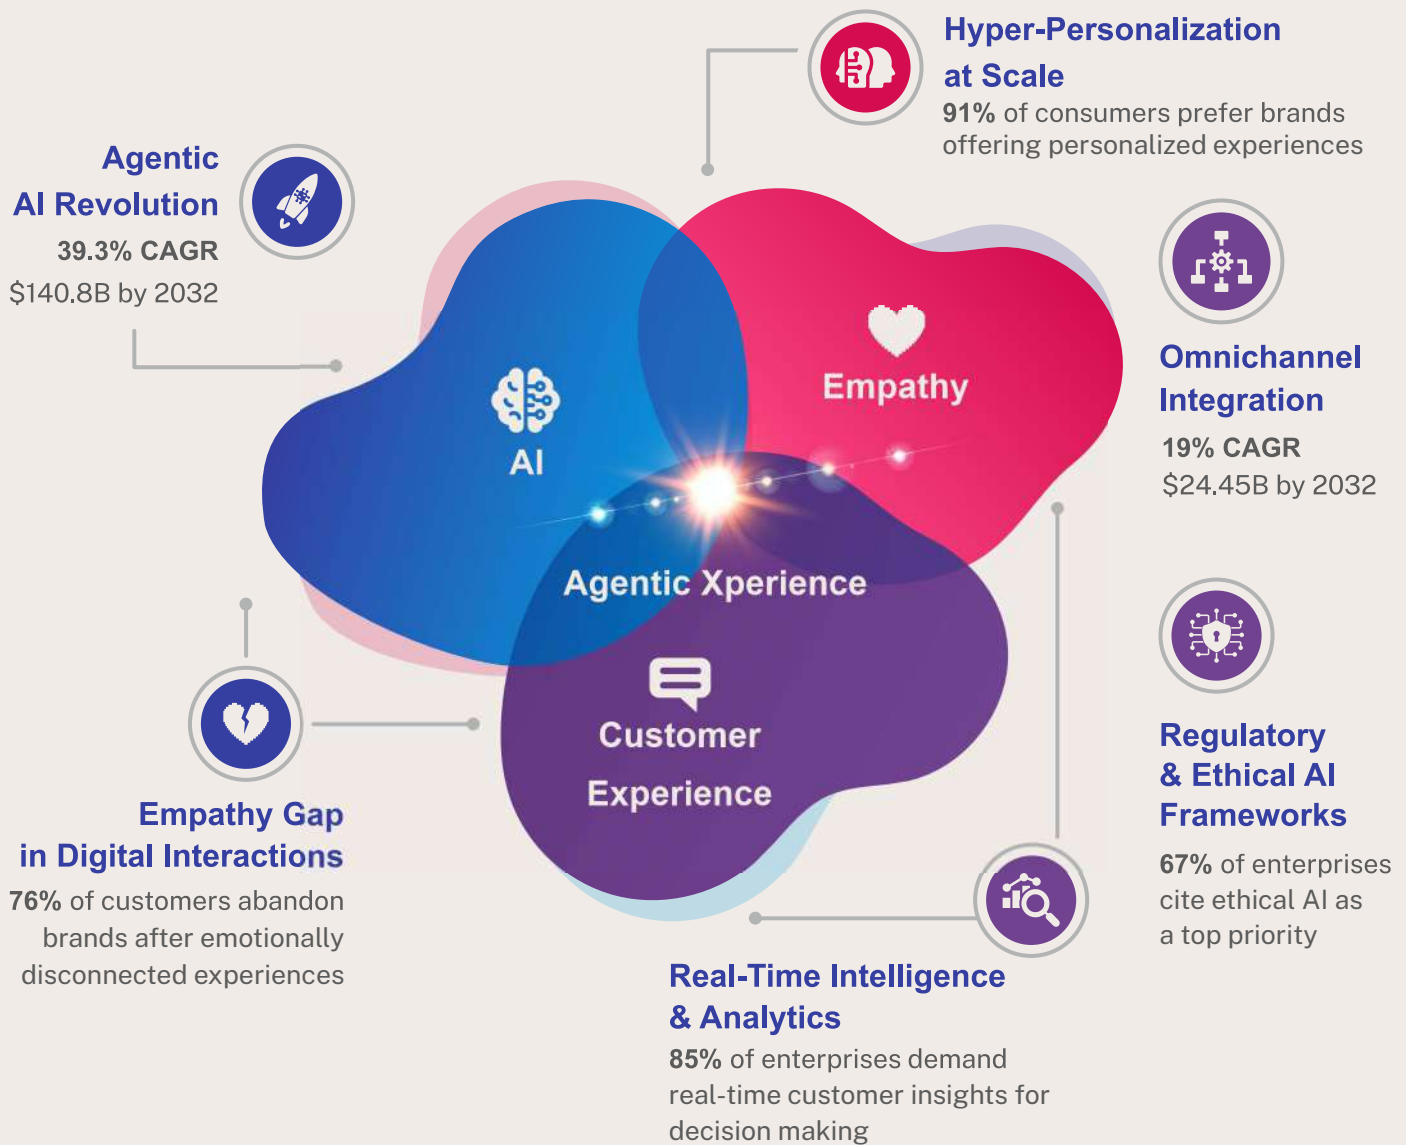 Hyper-Personalization
at Scale
91% of consumers prefer brands
offering personalized experiences
Agentic
AI Revolution
39.3% CAGR
$140.8B by 2032
Omnichannel
Integration
19% CAGR
$24.45B by 2032
Empathy
AI
Agentic Xperience
Customer
Experience
Regulatory
& Ethical AI
Frameworks
67% of enterprises
cite ethical AI as
a top priority
Empathy Gap
in Digital Interactions
76% of customers abandon
brands after emotionally
disconnected experiences
Real-Time Intelligence
& Analytics
85% of enterprises demand
real-time customer insights for
decision making